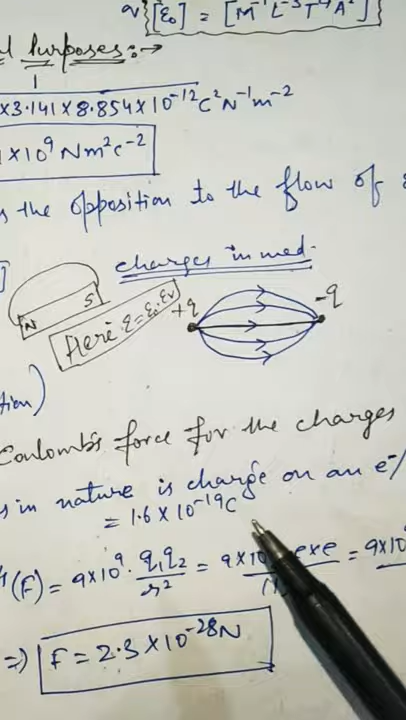 [ε₀] = [M⁻¹L⁻³T⁴A²]
Purposes :→
1
×3.141×8.854×10⁻¹²C²N⁻¹m⁻²
×10⁹ Nm²c⁻²
the opposition to the flow of
charges in med.
N S
Here ε=ε₀.εᵣ
+q -q
tion)
Coulomb's force for the charges
in nature is charge on an e⁻/
= 1.6 × 10⁻¹⁹C
(F) = 9×10⁹. q₁q₂/r² = 9×10 e×e = 9×10
=) F = 2.3 × 10⁻²⁸N